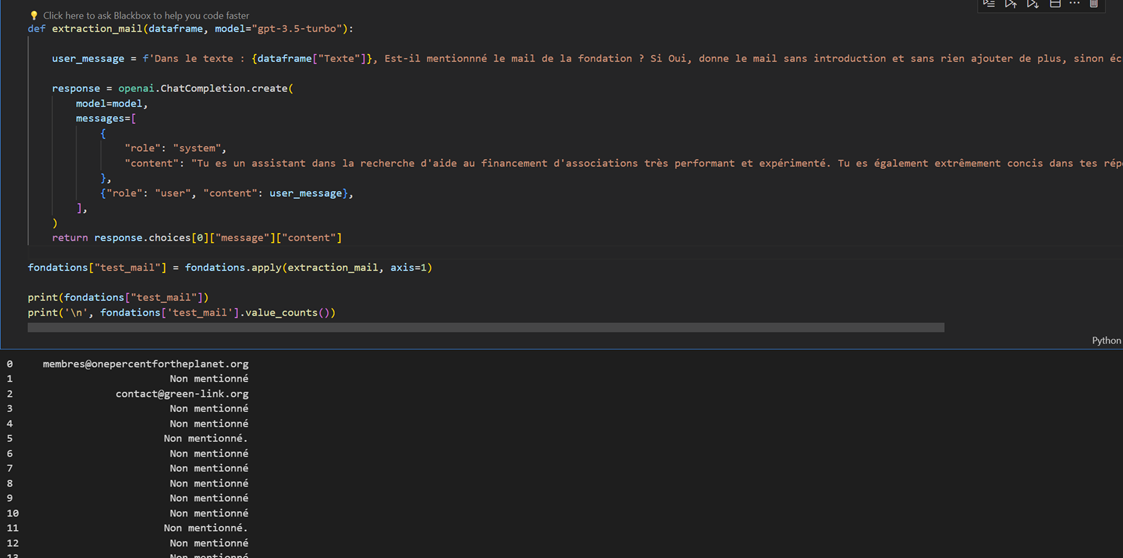 Click here to ask Blackbox to help you code faster
def extraction_mail(dataframe, model="gpt-3.5-turbo"):
user_message = f'Dans le texte : {dataframe["Texte"]}, Est-il mentionnné le mail de la fondation ? Si Oui, donne le mail sans introduction et sans rien ajouter de plus, sinon éc
response = openai.ChatCompletion.create(
model=model,
messages=[
{
"role": "system",
"content": "Tu es un assistant dans la recherche d'aide au financement d'associations très performant et expérimenté. Tu es également extrêmement concis dans tes rép
},
{"role": "user", "content": user_message},
],
)
return response.choices[0]["message"]["content"]
fondations["test_mail"] = fondations.apply(extraction_mail, axis=1)
print(fondations["test_mail"])
print('\n', fondations['test_mail'].value_counts())
Python
0 membres@onepercentfortheplanet.org
1 Non mentionné
2 contact@green-link.org
3 Non mentionné
4 Non mentionné
5 Non mentionné.
6 Non mentionné
7 Non mentionné
8 Non mentionné
9 Non mentionné
10 Non mentionné
11 Non mentionné.
12 Non mentionné
13 Non mentionné